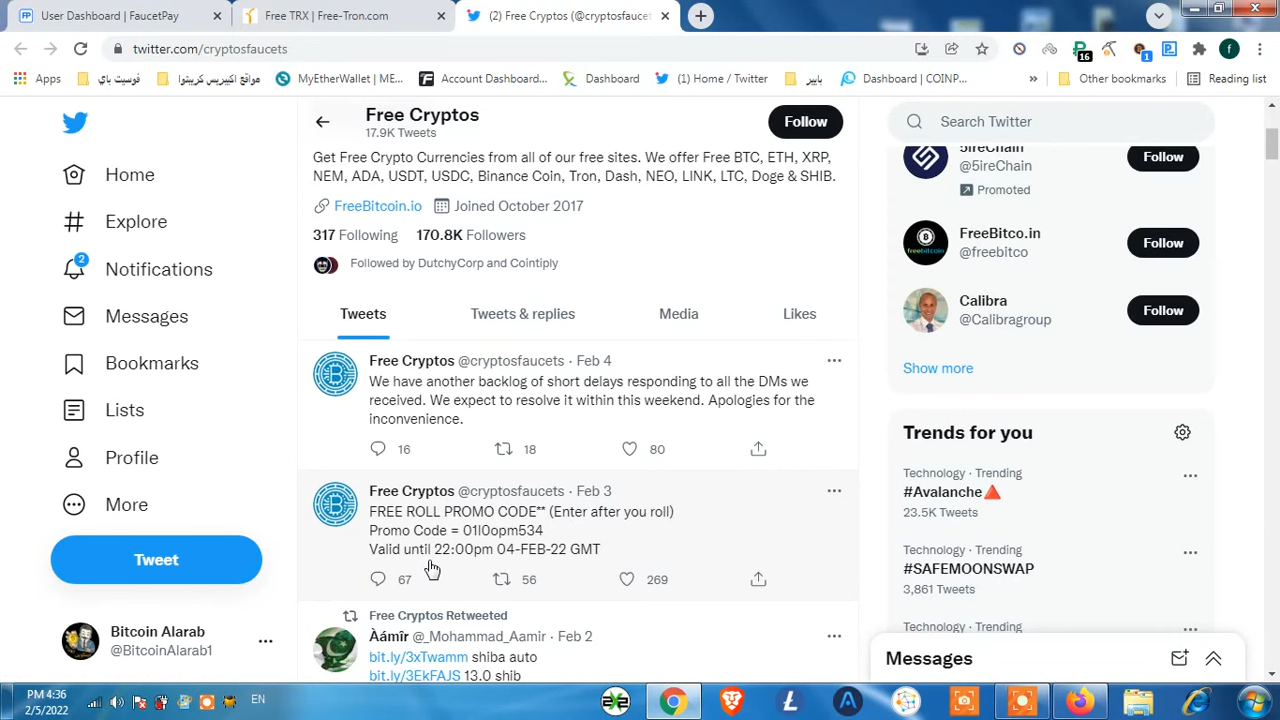 User Dashboard | FaucetPay
Free TRX | Free-Tron.com
(2) Free Cryptos (@cryptosfaucet
twitter.com/cryptosfaucets
16
1
f
Apps
فوسيت باي
مواقع اكبيرس كريبتوا
MyEtherWallet | ME...
Account Dashboard...
Dashboard
(1) Home / Twitter
بايير
Dashboard | COINP...
»
Other bookmarks
Reading list
Home
Explore
2
Notifications
Messages
Bookmarks
Lists
Profile
More
Tweet
Bitcoin Alarab
@BitcoinAlarab1
Free Cryptos
17.9K Tweets
Follow
Get Free Crypto Currencies from all of our free sites. We offer Free BTC, ETH, XRP,
NEM, ADA, USDT, USDC, Binance Coin, Tron, Dash, NEO, LINK, LTC, Doge & SHIB.
FreeBitcoin.io Joined October 2017
317 Following 170.8K Followers
Followed by DutchyCorp and Cointiply
Tweets Tweets & replies Media Likes
Free Cryptos @cryptosfaucets · Feb 4
We have another backlog of short delays responding to all the DMs we
received. We expect to resolve it within this weekend. Apologies for the
inconvenience.
16 18 80
Free Cryptos @cryptosfaucets · Feb 3
FREE ROLL PROMO CODE** (Enter after you roll)
Promo Code = 01I0opm534
Valid until 22:00pm 04-FEB-22 GMT
67 56 269
Free Cryptos Retweeted
Àámîr @_Mohammad_Aamir · Feb 2
bit.ly/3xTwamm shiba auto
bit.ly/3EkFAJS 13.0 shib
Search Twitter
5ireChain
@5ireChain
Promoted
Follow
FreeBitco.in
@freebitco
Follow
Calibra
@Calibragroup
Follow
Show more
Trends for you
Technology · Trending
#Avalanche
23.5K Tweets
Technology · Trending
#SAFEMOONSWAP
3,861 Tweets
Messages
PM 4:36
2/5/2022
EN